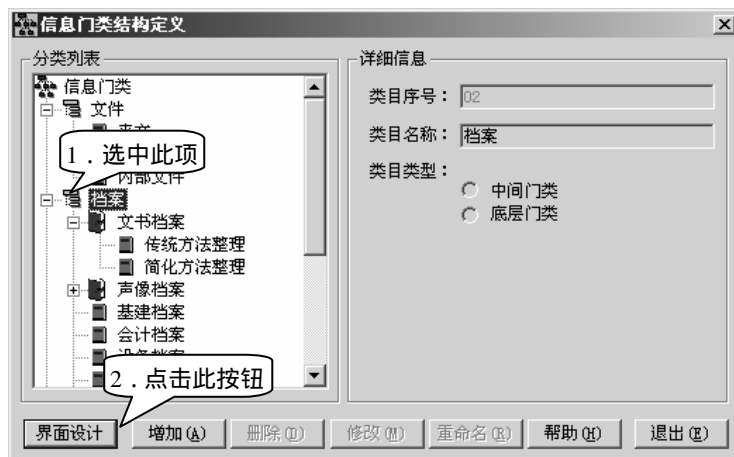 信息门类结构定义
分类列表
信息门类
文件
1．选中此项
内部文件
档案
文书档案
传统方法整理
简化方法整理
声像档案
基建档案
会计档案
2．点击此按钮
详细信息
类目序号： 02
类目名称： 档案
类目类型：
中间门类
底层门类
界面设计 增加(A) 删除(D) 修改(M) 重命名(R) 帮助(H) 退出(E)